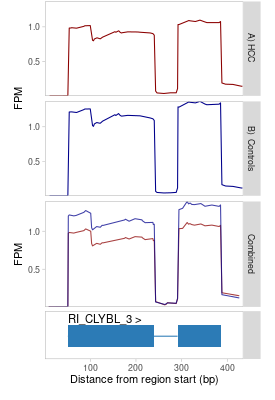 1.0
0.5
FPM
A) HCC
1.0
0.5
B) Controls
1.0
0.5
FPM
Combined
RI_CLYBL_3 >
100 200 300 400
Distance from region start (bp)